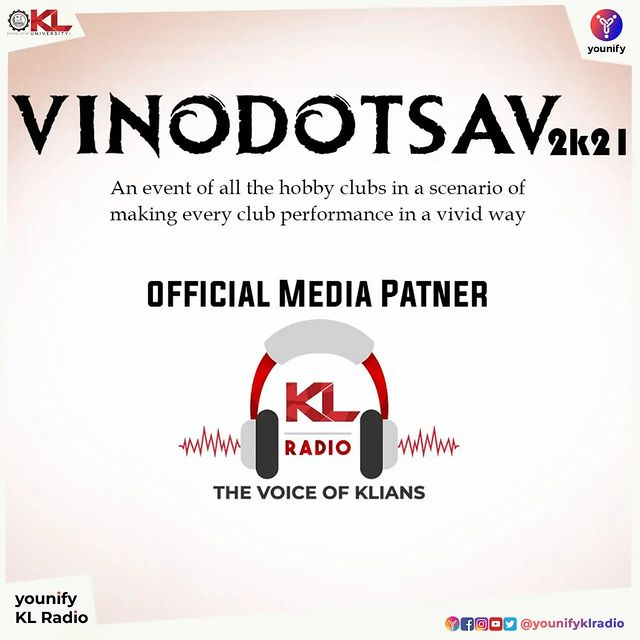 KL
UNIVERSITY
younify
VINODOTSAV2k21
An event of all the hobby clubs in a scenario of
making every club performance in a vivid way
OFFICIAL MEDIA PATNER
KL
RADIO
THE VOICE OF KLIANS
younify
KL Radio
@younifyklradio